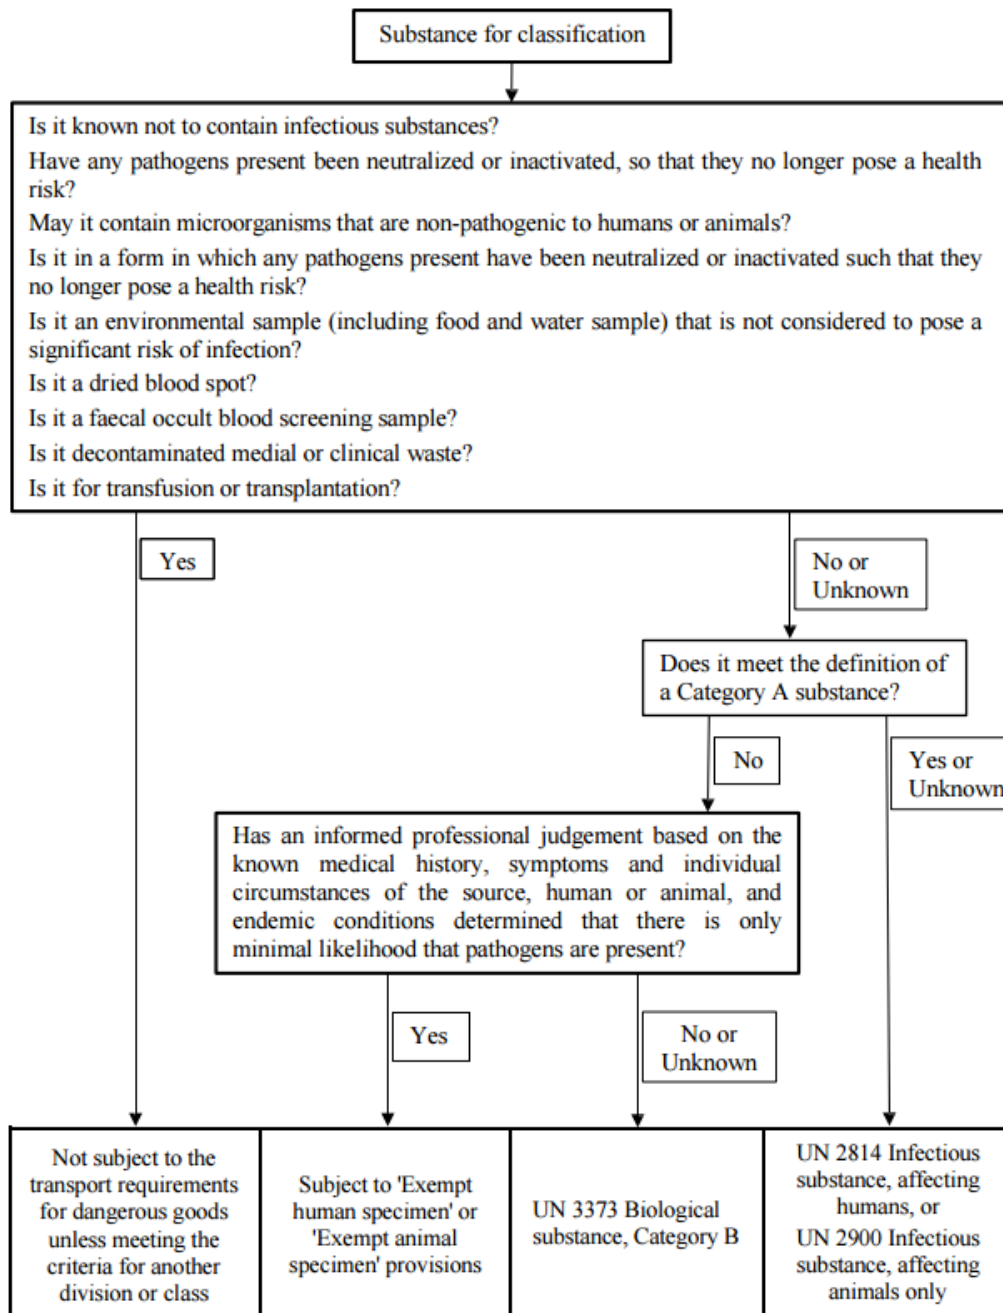 Substance for classification
Is it known not to contain infectious substances?
Have any pathogens present been neutralized or inactivated, so that they no longer pose a health
risk?
May it contain microorganisms that are non-pathogenic to humans or animals?
Is it in a form in which any pathogens present have been neutralized or inactivated such that they
no longer pose a health risk?
Is it an environmental sample (including food and water sample) that is not considered to pose a
significant risk of infection?
Is it a dried blood spot?
Is it a faecal occult blood screening sample?
Is it decontaminated medial or clinical waste?
Is it for transfusion or transplantation?
Yes
No or
Unknown
Does it meet the definition of
a Category A substance?
No
Yes or
Unknown
Has an informed professional judgement based on the
known medical history, symptoms and individual
circumstances of the source, human or animal, and
endemic conditions determined that there is only
minimal likelihood that pathogens are present?
Yes
No or
Unknown
Not subject to the
transport requirements
for dangerous goods
unless meeting the
criteria for another
division or class
Subject to 'Exempt
human specimen' or
'Exempt animal
specimen' provisions
UN 3373 Biological
substance, Category B
UN 2814 Infectious
substance, affecting
humans, or
UN 2900 Infectious
substance, affecting
animals only